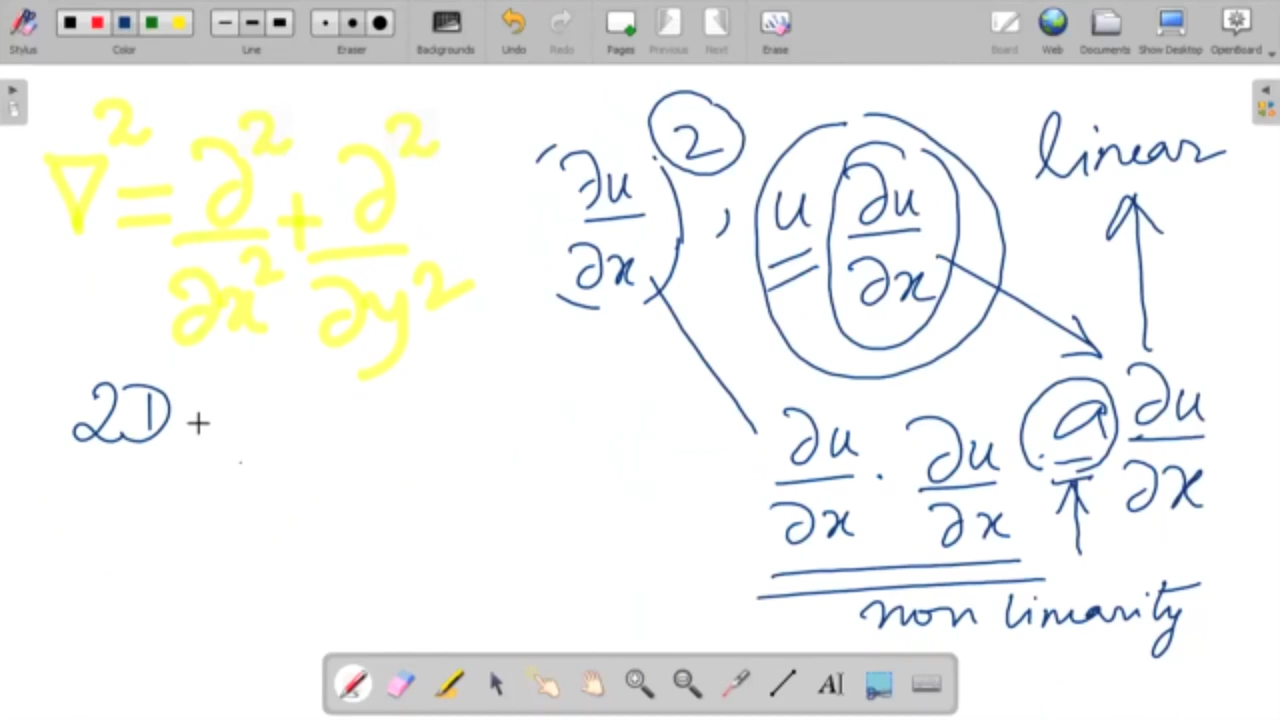 Stylus Color Line Eraser Backgrounds Undo Redo Pages Previous Next Erase Board Web Documents Show Desktop OpenBoard
∇² = ∂²/∂x² + ∂²/∂y²
(∂u/∂x)², u ∂u/∂x
linear
2D
∂u/∂x · ∂u/∂x
a ∂u/∂x
non linearity
AI